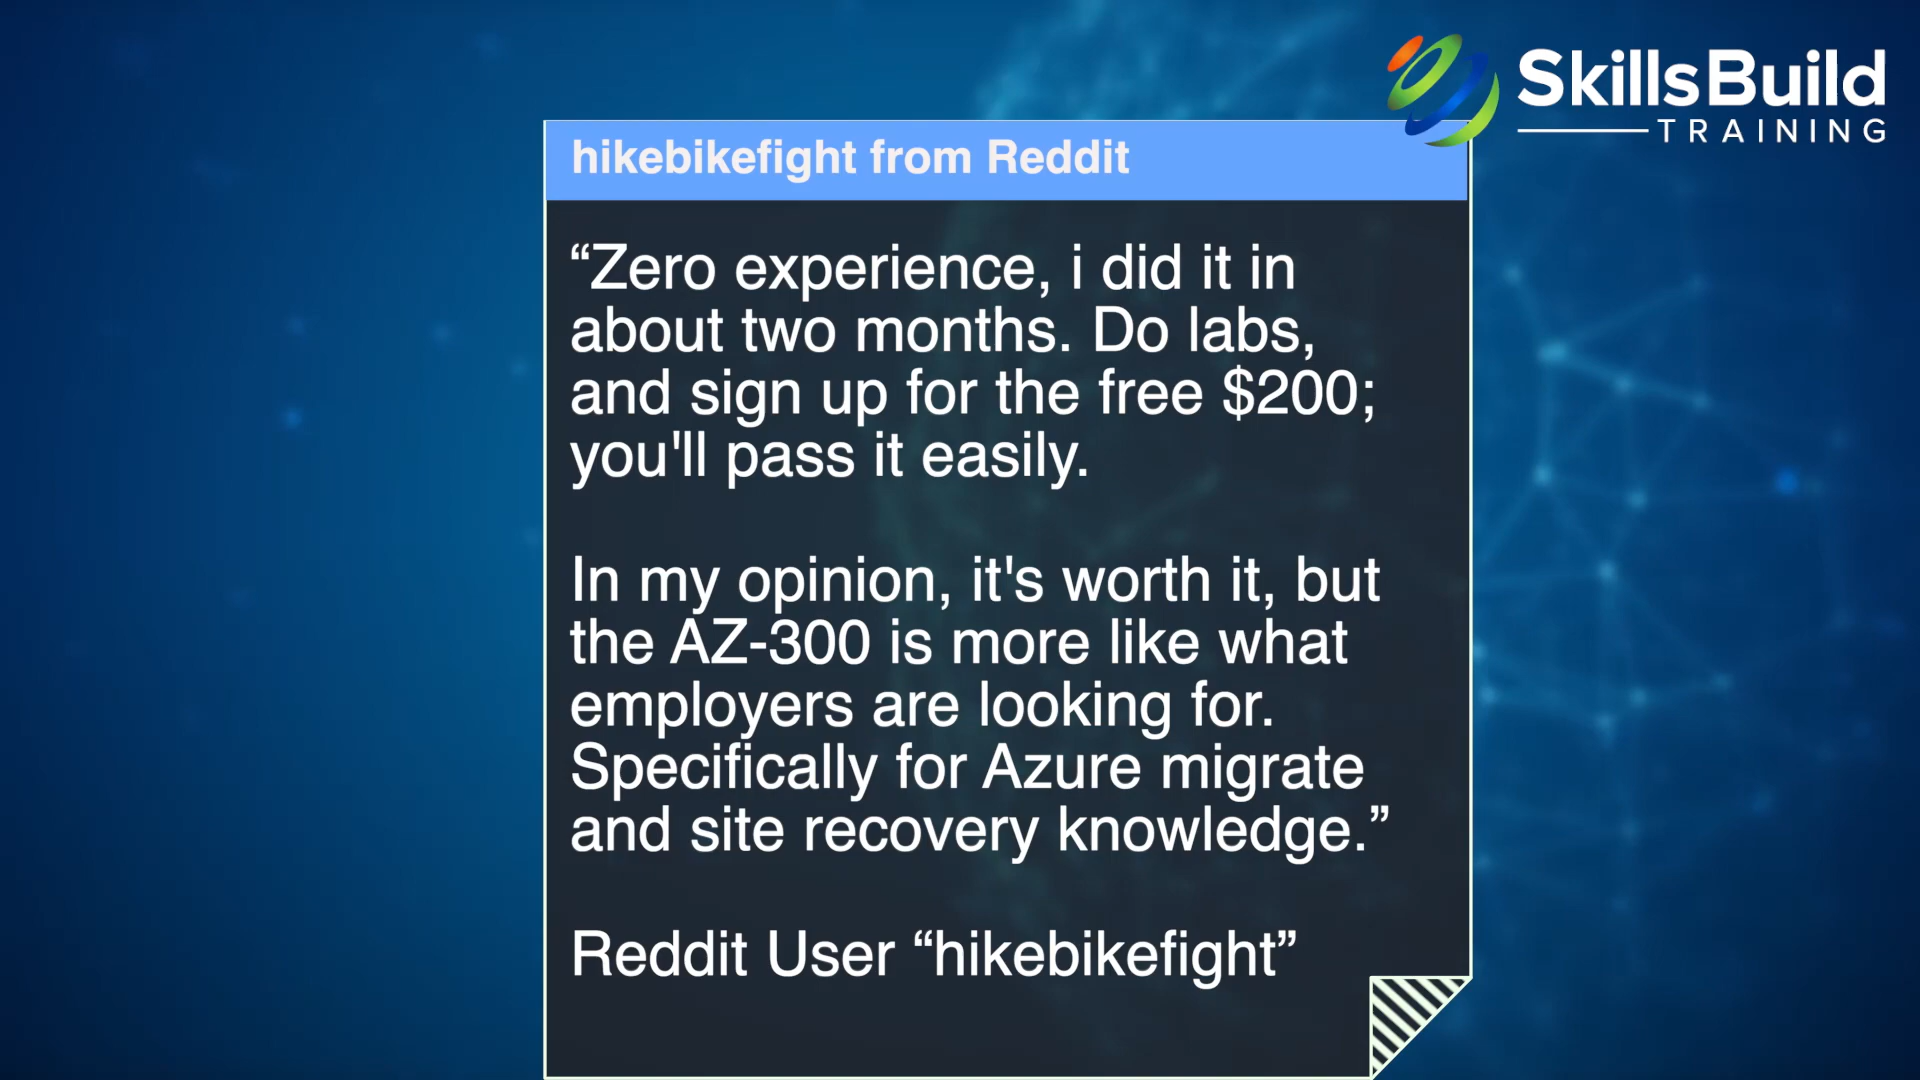 SkillsBuild
TRAINING
hikebikefight from Reddit
“Zero experience, i did it in
about two months. Do labs,
and sign up for the free $200;
you'll pass it easily.
In my opinion, it's worth it, but
the AZ-300 is more like what
employers are looking for.
Specifically for Azure migrate
and site recovery knowledge.”
Reddit User “hikebikefight”